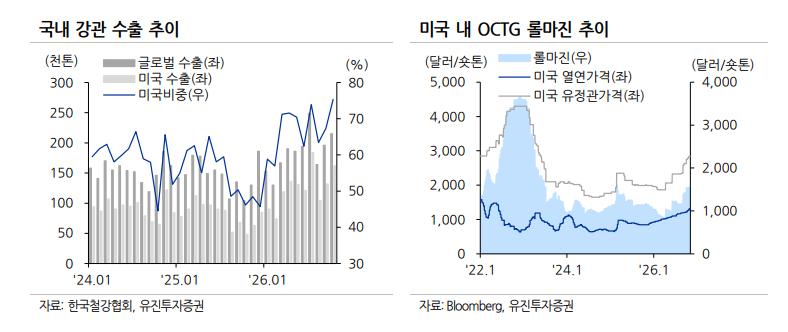 국내 강관 수출 추이
(천톤)
글로벌 수출(좌)
미국 수출(좌)
미국비중(우)
(%)
300
250
200
150
100
50
0
80
70
60
50
40
30
'24.01
'25.01
'26.01
자료: 한국철강협회, 유진투자증권
미국 내 OCTG 롤마진 추이
(달러/숏톤)
롤마진(우)
미국 열연가격(좌)
미국 유정관가격(좌)
(달러/숏톤)
5,000
4,000
3,000
2,000
1,000
0
4,000
3,000
2,000
1,000
0
'22.1
'24.1
'26.1
자료: Bloomberg, 유진투자증권